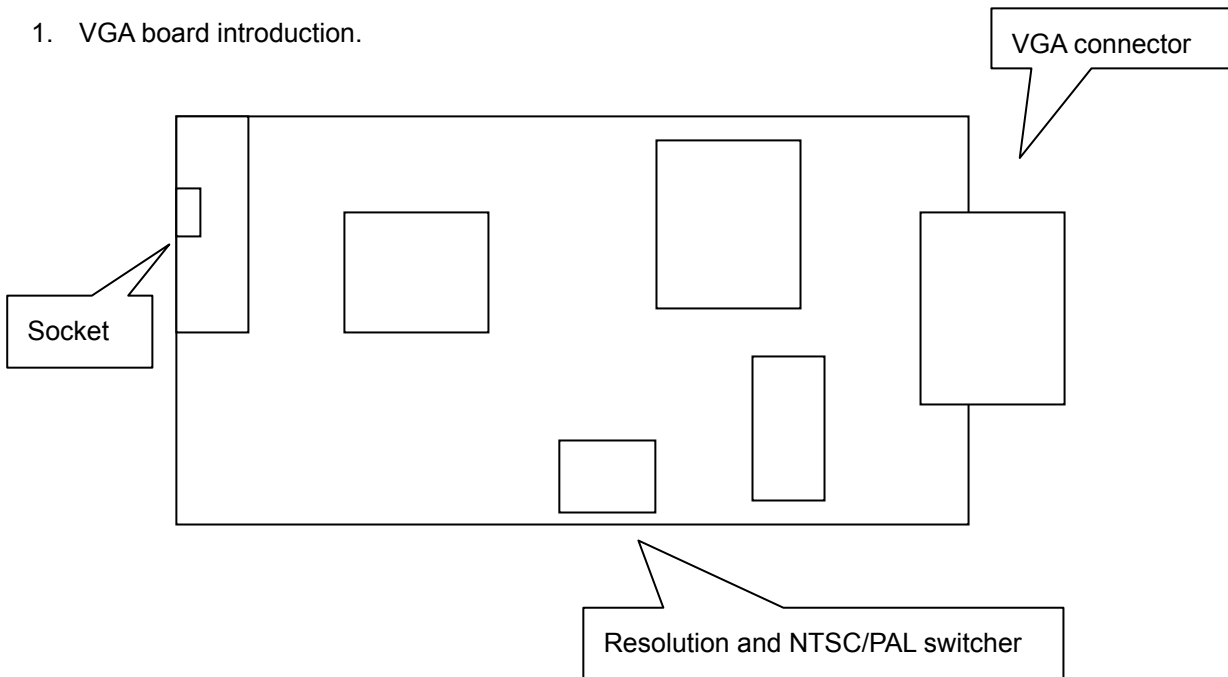 1. VGA board introduction.
VGA connector
Socket
Resolution and NTSC/PAL switcher